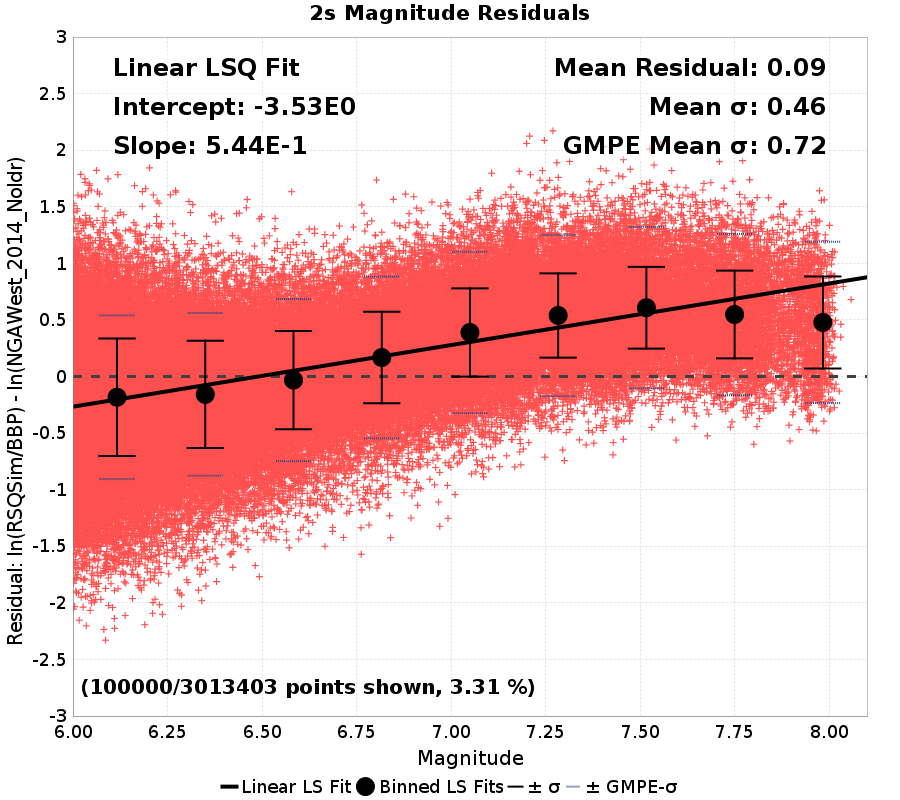 2s Magnitude Residuals
Linear LSQ Fit
Intercept: -3.53E0
Slope: 5.44E-1
Mean Residual: 0.09
Mean σ: 0.46
GMPE Mean σ: 0.72
Residual: ln(RSQSim/BBP) - ln(NGAWest_2014_NoIdr)
3
2.5
2
1.5
1
0.5
0
-0.5
-1
-1.5
-2
-2.5
-3
(100000/3013403 points shown, 3.31 %)
6.00 6.25 6.50 6.75 7.00 7.25 7.50 7.75 8.00
Magnitude
Linear LS Fit Binned LS Fits ± σ ± GMPE-σ